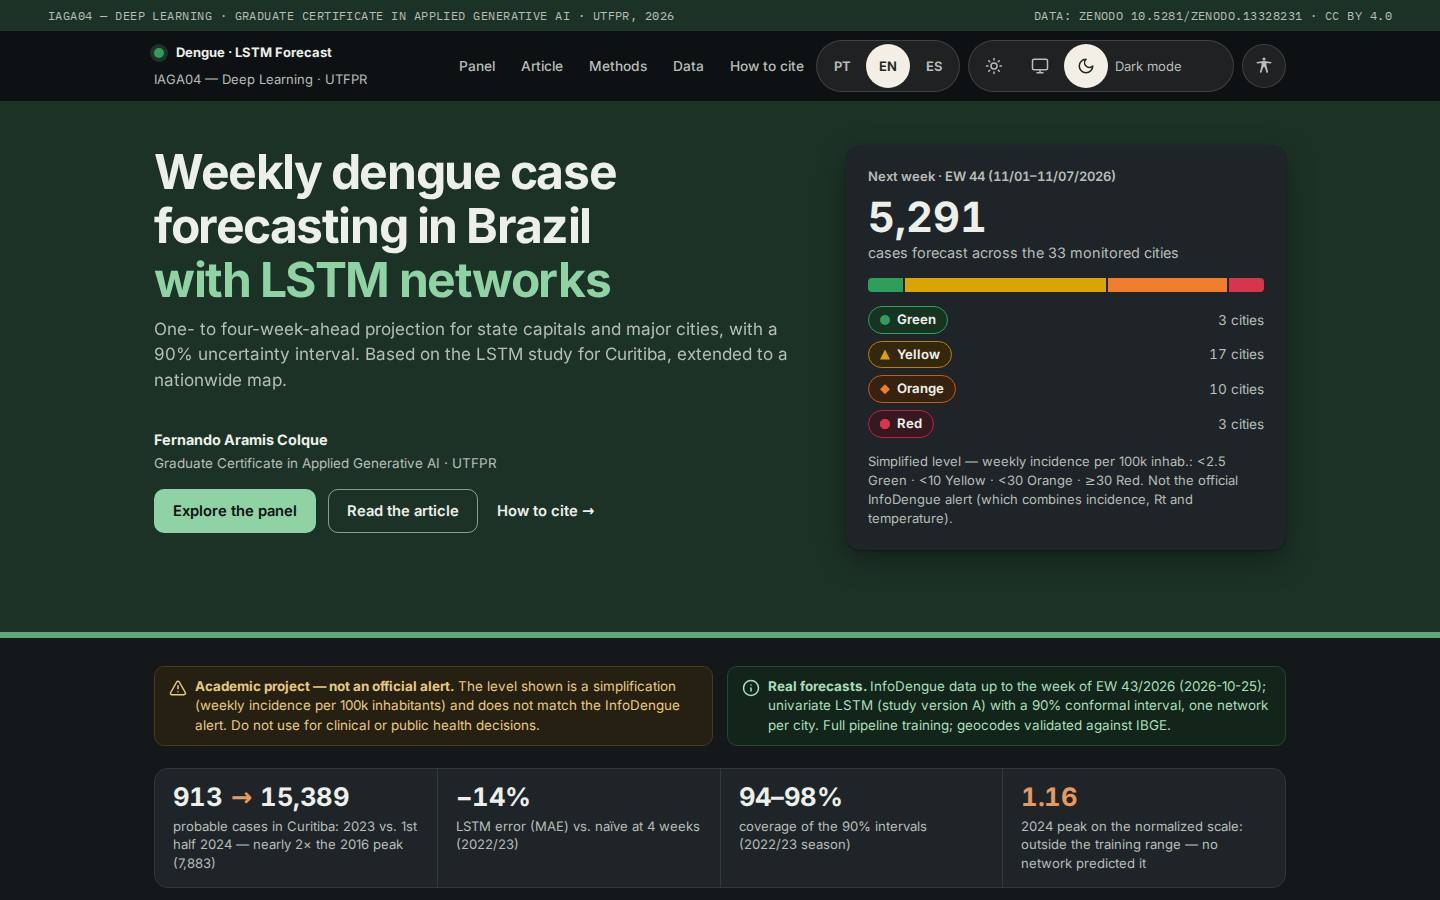 IAGA04 — DEEP LEARNING · GRADUATE CERTIFICATE IN APPLIED GENERATIVE AI · UTFPR, 2026
DATA: ZENODO 10.5281/ZENODO.13328231 · CC BY 4.0
Dengue · LSTM Forecast
IAGA04 — Deep Learning · UTFPR
Panel
Article
Methods
Data
How to cite
PT
EN
ES
Dark mode
Weekly dengue case
forecasting in Brazil
with LSTM networks
One- to four-week-ahead projection for state capitals and major cities, with a
90% uncertainty interval. Based on the LSTM study for Curitiba, extended to a
nationwide map.
Fernando Aramis Colque
Graduate Certificate in Applied Generative AI · UTFPR
Explore the panel
Read the article
How to cite →
Next week · EW 44 (11/01–11/07/2026)
5,291
cases forecast across the 33 monitored cities
Green
3 cities
Yellow
17 cities
Orange
10 cities
Red
3 cities
Simplified level — weekly incidence per 100k inhab.: <2.5
Green · <10 Yellow · <30 Orange · ≥30 Red. Not the official
InfoDengue alert (which combines incidence, Rt and
temperature).
Academic project — not an official alert. The level shown is a simplification
(weekly incidence per 100k inhabitants) and does not match the InfoDengue
alert. Do not use for clinical or public health decisions.
Real forecasts. InfoDengue data up to the week of EW 43/2026 (2026-10-25);
univariate LSTM (study version A) with a 90% conformal interval, one network
per city. Full pipeline training; geocodes validated against IBGE.
913 → 15,389
probable cases in Curitiba: 2023 vs. 1st
half 2024 — nearly 2× the 2016 peak
(7,883)
−14%
LSTM error (MAE) vs. naïve at 4 weeks
(2022/23)
94–98%
coverage of the 90% intervals
(2022/23 season)
1.16
2024 peak on the normalized scale:
outside the training range — no
network predicted it